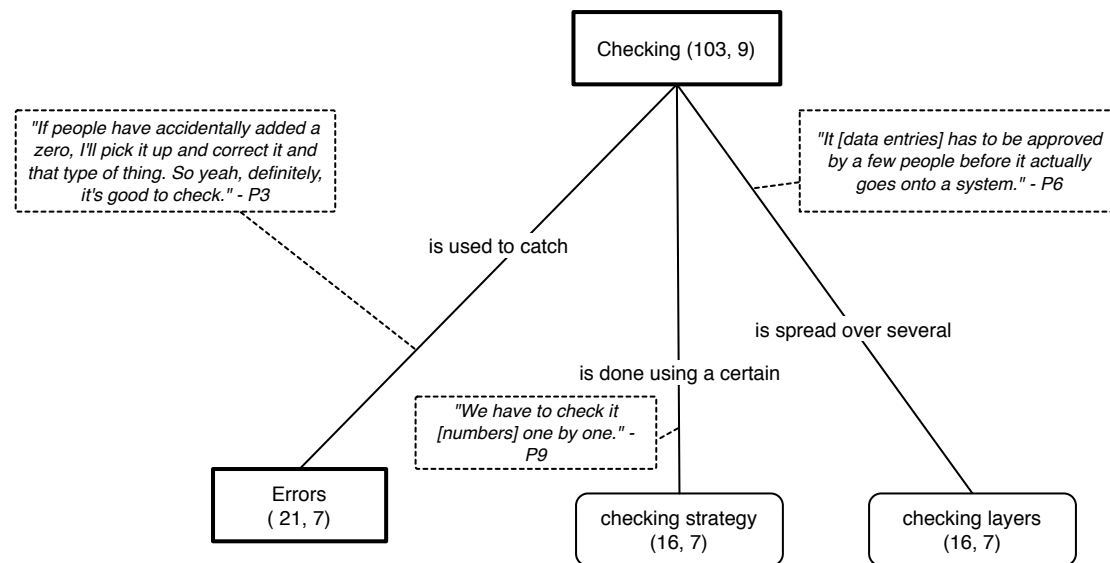 Checking (103, 9)
"If people have accidentally added a
zero, I'll pick it up and correct it and
that type of thing. So yeah, definitely,
it's good to check." - P3
"It [data entries] has to be approved
by a few people before it actually
goes onto a system." - P6
is used to catch
is spread over several
is done using a certain
"We have to check it
[numbers] one by one." -
P9
Errors
( 21, 7)
checking strategy
(16, 7)
checking layers
(16, 7)